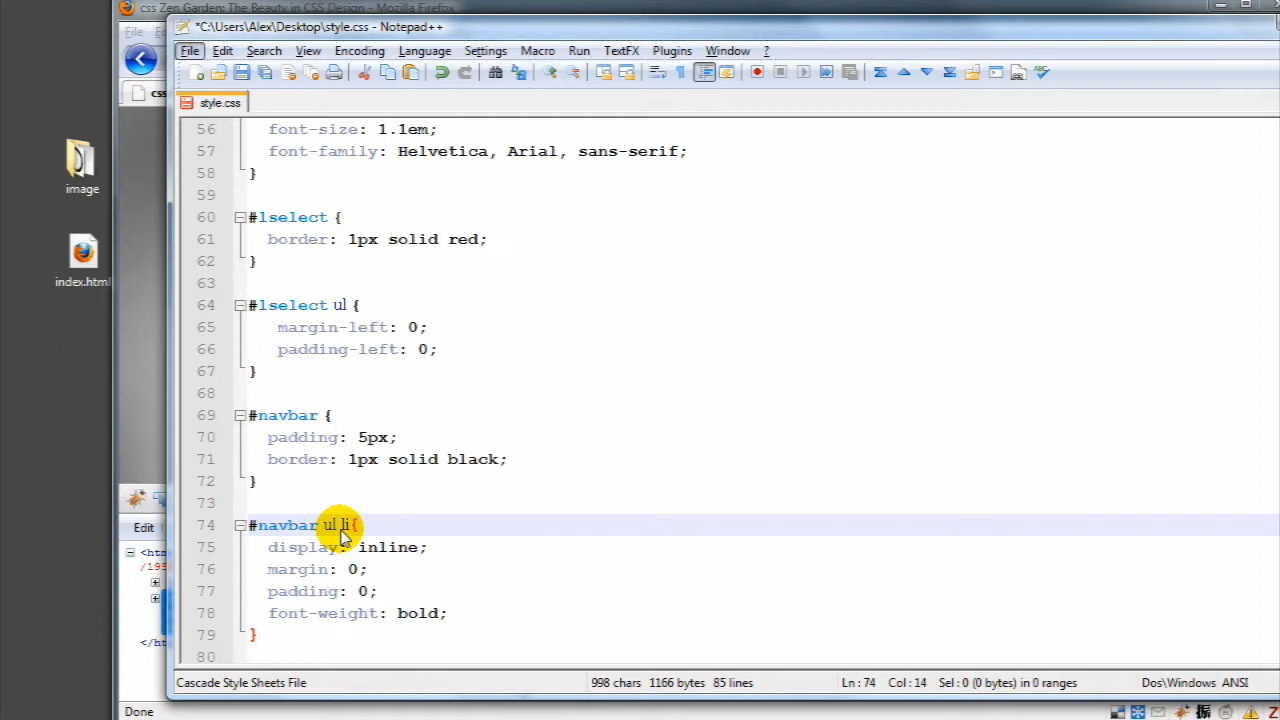 css Zen Garden: The Beauty in CSS Design - Mozilla Firefox
*C:\Users\Alex\Desktop\style.css - Notepad++
File
File Edit Search View Encoding Language Settings Macro Run TextFX Plugins Window ?
css
style.css
image
index.html
56 font-size: 1.1em;
57 font-family: Helvetica, Arial, sans-serif;
58 }
59
60 #lselect {
61 border: 1px solid red;
62 }
63
64 #lselect ul {
65 margin-left: 0;
66 padding-left: 0;
67 }
68
69 #navbar {
70 padding: 5px;
71 border: 1px solid black;
72 }
73
74 #navbar ul li{
75 display: inline;
76 margin: 0;
77 padding: 0;
78 font-weight: bold;
79 }
80
Edit
<htm
/199
</h
Cascade Style Sheets File 998 chars 1166 bytes 85 lines Ln : 74 Col : 14 Sel : 0 (0 bytes) in 0 ranges Dos\Windows ANSI
Done